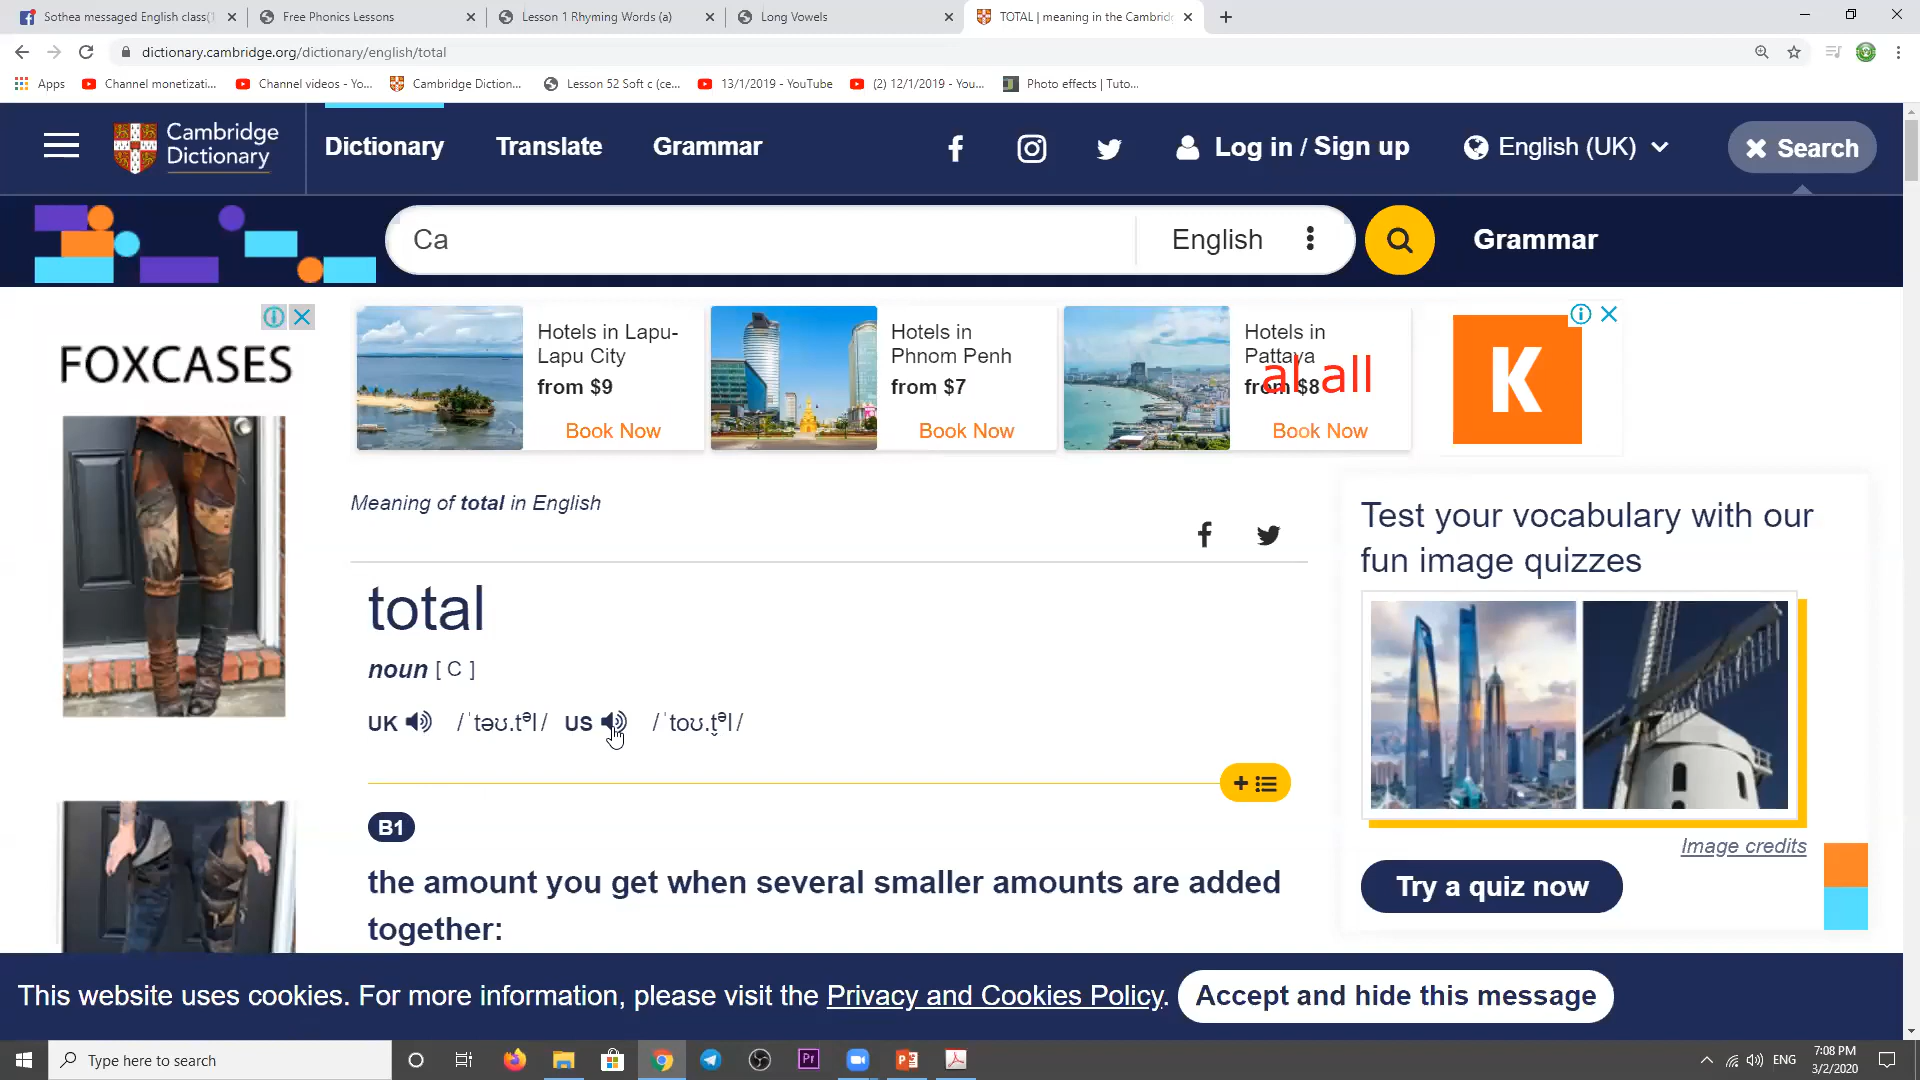 Sothea messaged English class(1
Free Phonics Lessons
Lesson 1 Rhyming Words (a)
Long Vowels
TOTAL | meaning in the Cambrid
dictionary.cambridge.org/dictionary/english/total
Apps
Channel monetizati...
Channel videos - Yo...
Cambridge Diction...
Lesson 52 Soft c (ce...
13/1/2019 - YouTube
(2) 12/1/2019 - You...
Photo effects | Tuto...
Cambridge
Dictionary
Dictionary
Translate
Grammar
Log in / Sign up
English (UK)
Search
Ca
English
Grammar
FOXCASES
Hotels in Lapu-
Lapu City
from $9
Book Now
Hotels in
Phnom Penh
from $7
Book Now
Hotels in
Pattaya
from $8
Book Now
al all
K
Meaning of total in English
total
noun [ C ]
UK /ˈtəʊ.tᵊl/ US /ˈtoʊ.t̬ᵊl/
B1
the amount you get when several smaller amounts are added
together:
Test your vocabulary with our
fun image quizzes
Image credits
Try a quiz now
This website uses cookies. For more information, please visit the Privacy and Cookies Policy.
Accept and hide this message
Type here to search
Pr
ENG
7:08 PM
3/2/2020